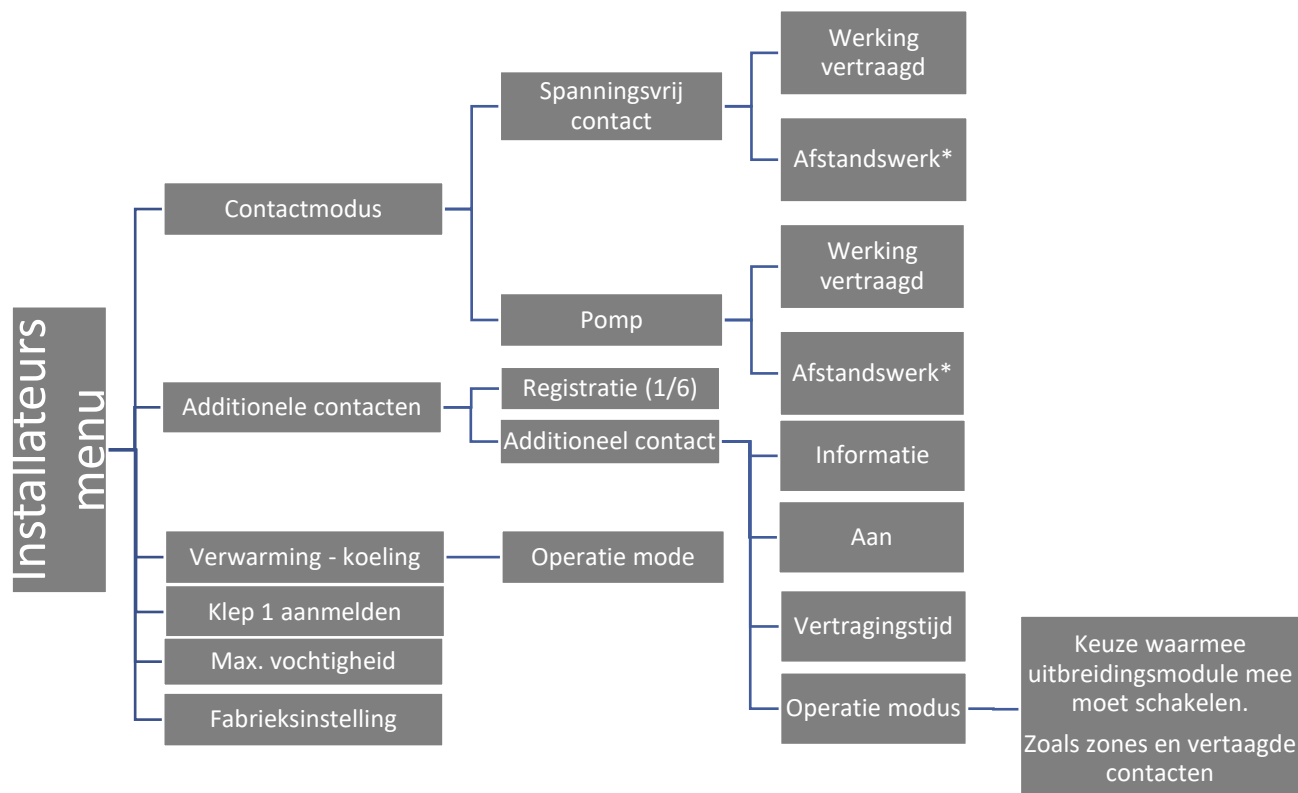 Installateurs
menu
Contactmodus
Spanningsvrij
contact
Werking
vertraagd
Afstandswerk*
Pomp
Werking
vertraagd
Afstandswerk*
Additionele contacten
Registratie (1/6)
Additioneel contact
Informatie
Aan
Vertragingstijd
Operatie modus
Keuze waarmee
uitbreidingsmodule mee
moet schakelen.
Zoals zones en vertaagde
contacten
Verwarming - koeling
Operatie mode
Klep 1 aanmelden
Max. vochtigheid
Fabrieksinstelling